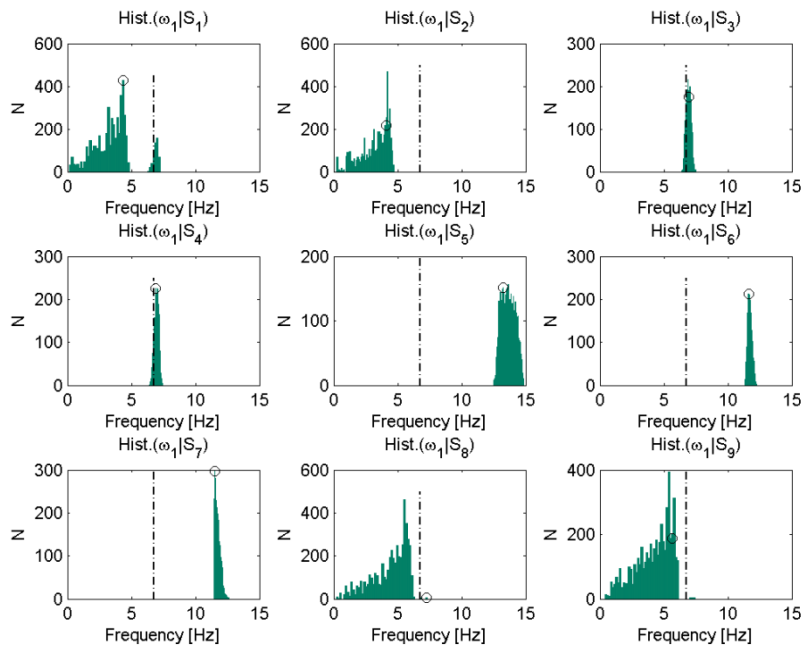 Hist.(ω1|S1) Hist.(ω1|S2) Hist.(ω1|S3)
600 600 300
400 400 200
N N N
200 200 100
0 0 0
0 5 10 15 0 5 10 15 0 5 10 15
Frequency [Hz] Frequency [Hz] Frequency [Hz]
Hist.(ω1|S4) Hist.(ω1|S5) Hist.(ω1|S6)
300 200 300
200 150 200
N N N
100 100 100
50
0 0 0
0 5 10 15 0 5 10 15 0 5 10 15
Frequency [Hz] Frequency [Hz] Frequency [Hz]
Hist.(ω1|S7) Hist.(ω1|S8) Hist.(ω1|S9)
300 600 400
200 400
N N N
200
100 200
0 0 0
0 5 10 15 0 5 10 15 0 5 10 15
Frequency [Hz] Frequency [Hz] Frequency [Hz]